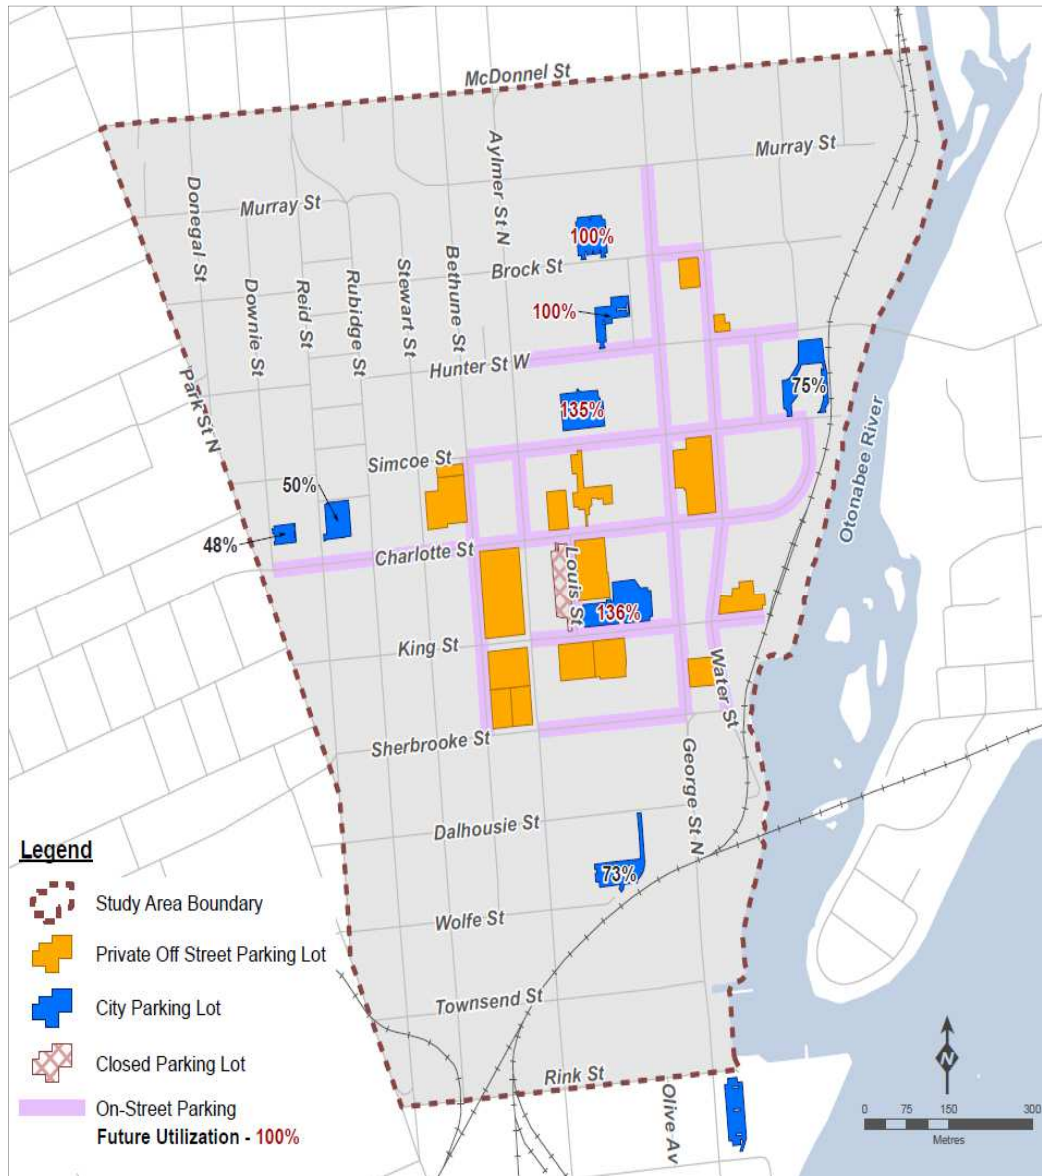 McDonnel St
Murray St
Aylmer St N
Donegal St
Murray St
100%
Brock St
Downie St
Reid St
Rubidge St
Stewart St
Bethune St
100%
Hunter St W
Park St N
75%
135%
Otonabee River
Simcoe St
50%
48%
Charlotte St
Louis St
136%
King St
Water St
Sherbrooke St
George St N
Dalhousie St
73%
Wolfe St
Townsend St
Rink St
Olive Av
Legend
Study Area Boundary
Private Off Street Parking Lot
City Parking Lot
Closed Parking Lot
On-Street Parking
Future Utilization - 100%
N
0 75 150 300
Metres